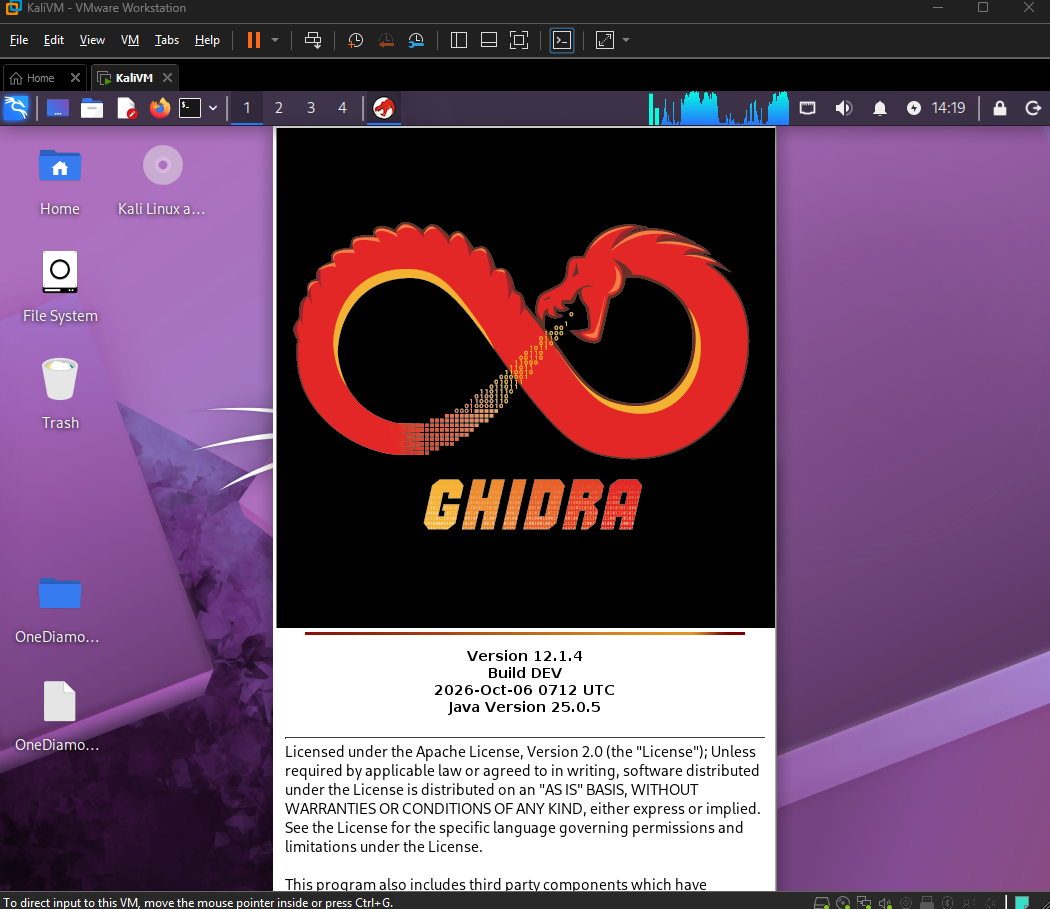 KaliVM - VMware Workstation
File Edit View VM Tabs Help
Home
KaliVM
1 2 3 4
14:19
Home
Kali Linux a…
File System
Trash
OneDiamo…
OneDiamo…
GHIDRA
Version 12.1.4
Build DEV
2026-Oct-06 0712 UTC
Java Version 25.0.5
Licensed under the Apache License, Version 2.0 (the "License"); Unless
required by applicable law or agreed to in writing, software distributed
under the License is distributed on an "AS IS" BASIS, WITHOUT
WARRANTIES OR CONDITIONS OF ANY KIND, either express or implied.
See the License for the specific language governing permissions and
limitations under the License.
This program also includes third party components which have
To direct input to this VM, move the mouse pointer inside or press Ctrl+G.